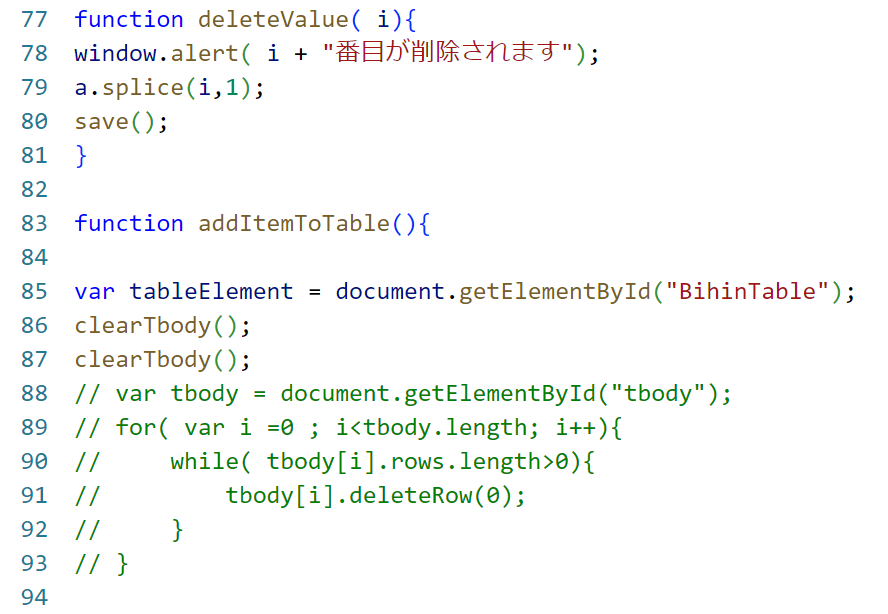 77 function deleteValue( i){
78 window.alert( i + "番目が削除されます");
79 a.splice(i,1);
80 save();
81 }
82
83 function addItemToTable(){
84
85 var tableElement = document.getElementById("BihinTable");
86 clearTbody();
87 clearTbody();
88 // var tbody = document.getElementById("tbody");
89 // for( var i =0 ; i<tbody.length; i++){
90 //     while( tbody[i].rows.length>0){
91 //         tbody[i].deleteRow(0);
92 //     }
93 // }
94